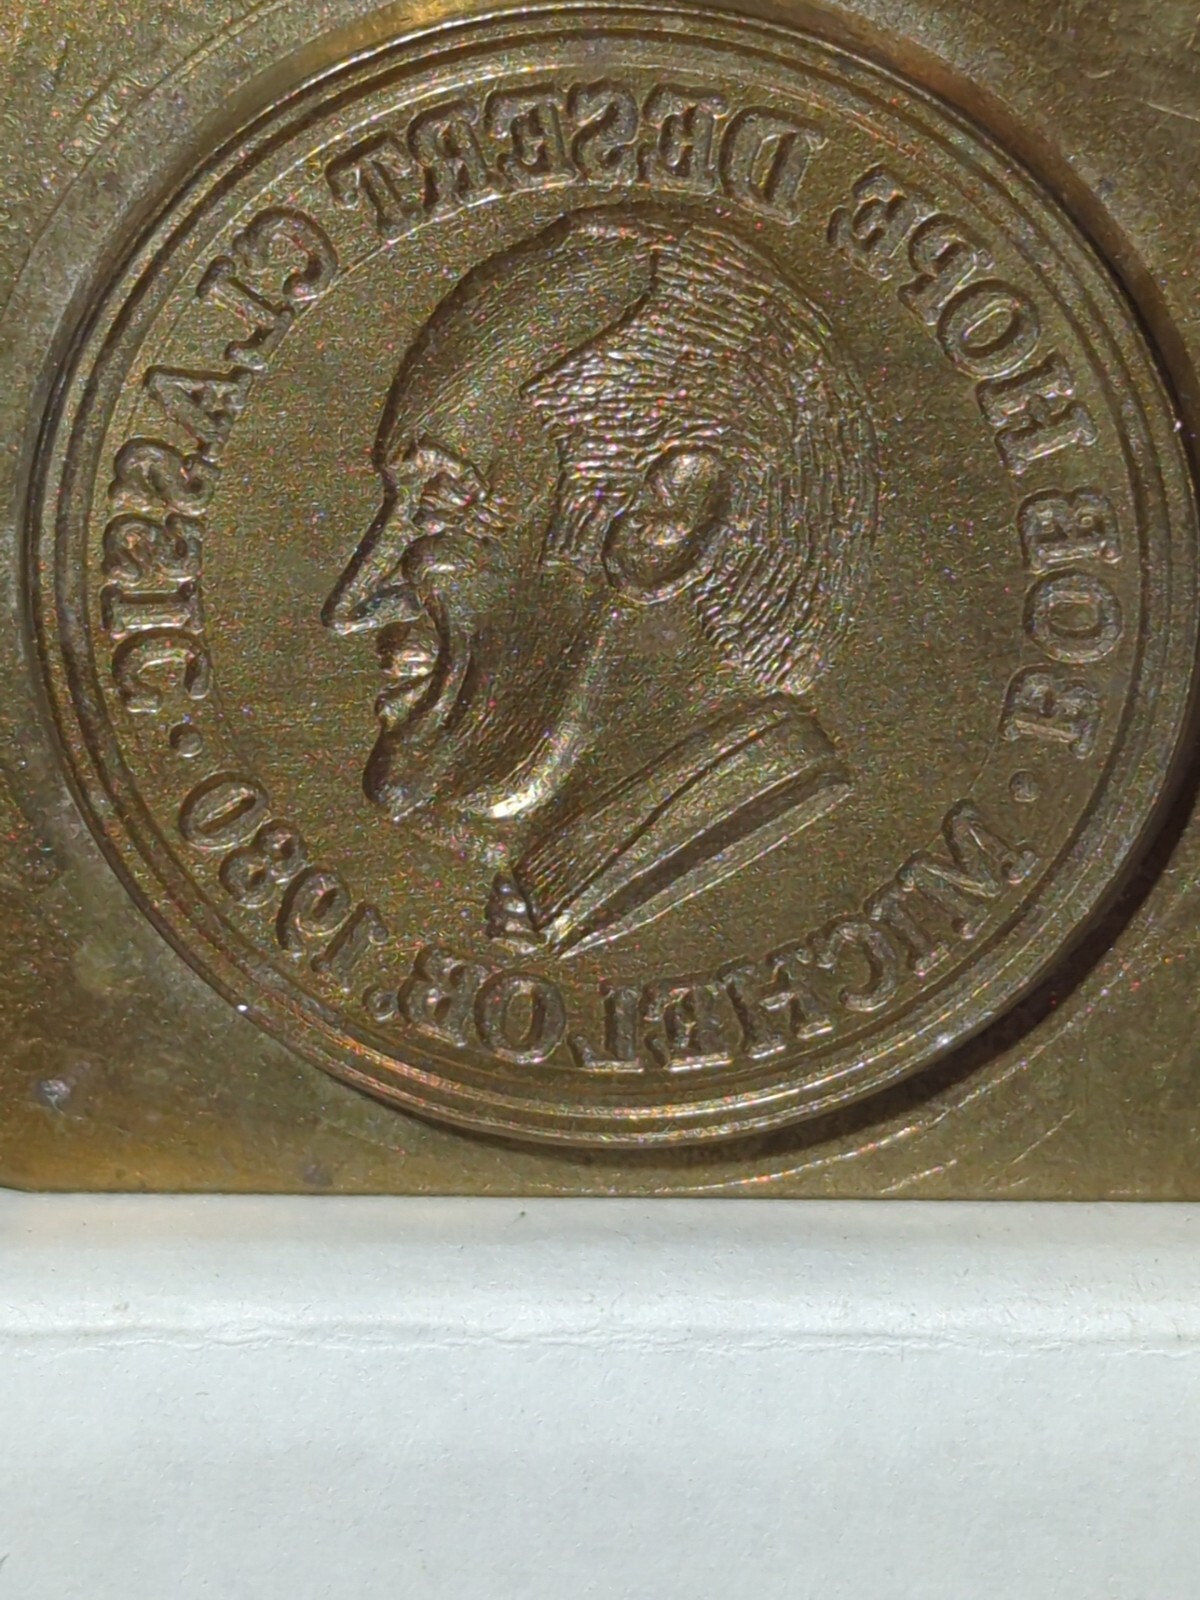 BOB HOPE DESERT CLASSIC
· MICHELOB. 1980 ·